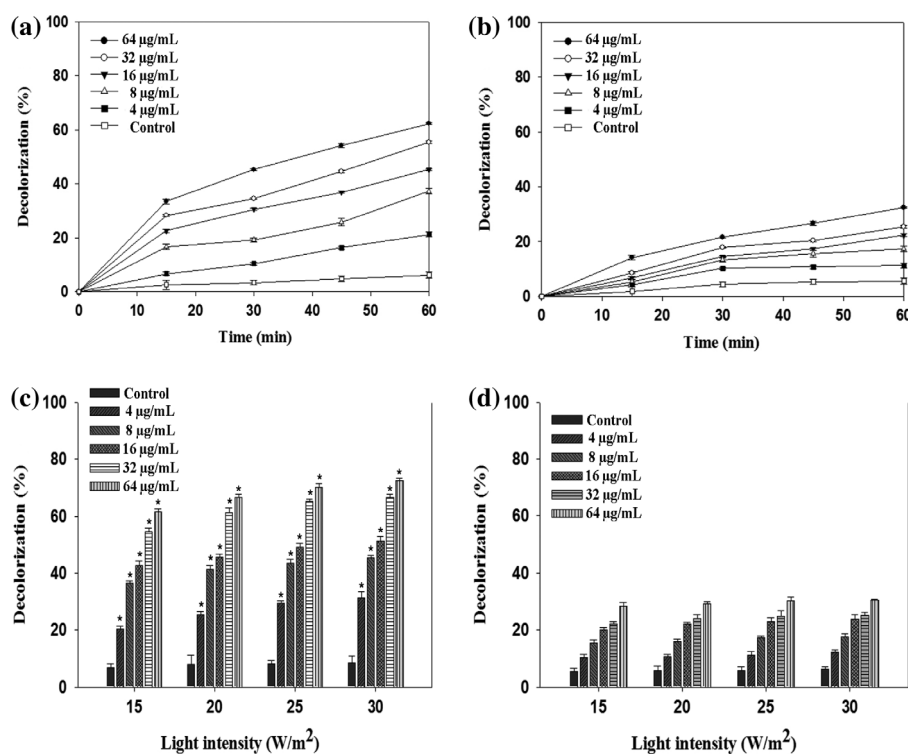 (a)
100
80
60
40
20
0
Decolorization (%)
64 µg/mL
32 µg/mL
16 µg/mL
8 µg/mL
4 µg/mL
Control
0 10 20 30 40 50 60
Time (min)
(b)
100
80
60
40
20
0
Decolorization (%)
64 µg/mL
32 µg/mL
16 µg/mL
8 µg/mL
4 µg/mL
Control
0 10 20 30 40 50 60
Time (min)
(c)
100
80
60
40
20
0
Decolorization (%)
Control
4 µg/mL
8 µg/mL
16 µg/mL
32 µg/mL
64 µg/mL
* * * * *
* * * * *
* * * * *
* * * * *
15 20 25 30
Light intensity (W/m²)
(d)
100
80
60
40
20
0
Decolorization (%)
Control
4 µg/mL
8 µg/mL
16 µg/mL
32 µg/mL
64 µg/mL
15 20 25 30
Light intensity (W/m²)